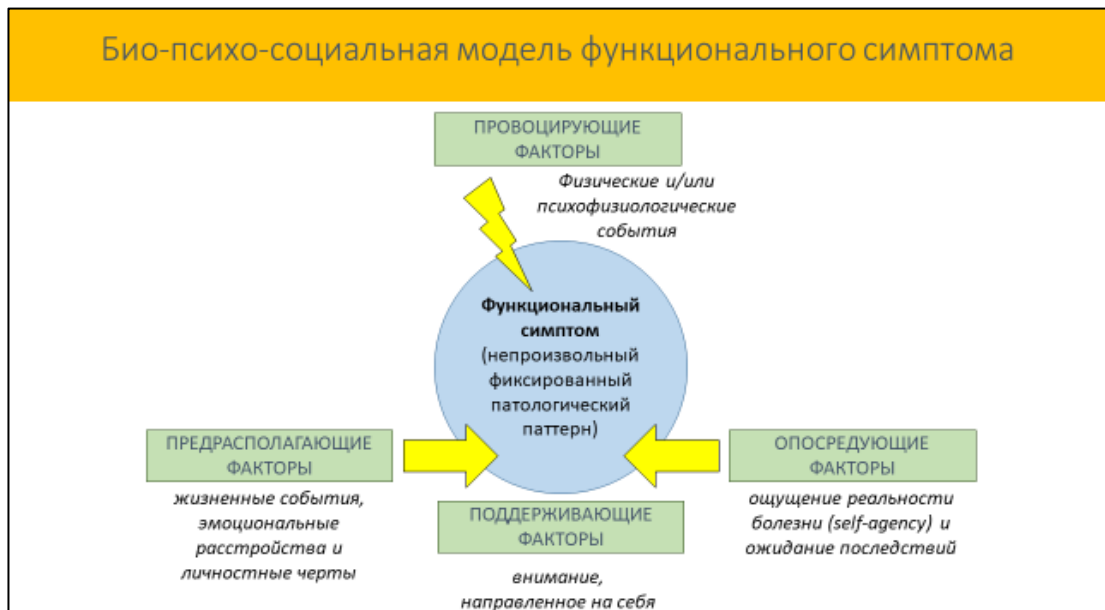 Био-психо-социальная модель функционального симптома
ПРОВОЦИРУЮЩИЕ
ФАКТОРЫ
Физические и/или
психофизиологические
события
Функциональный
симптом
(непроизвольный
фиксированный
патологический
паттерн)
ПРЕДРАСПОЛАГАЮЩИЕ
ФАКТОРЫ
жизненные события,
эмоциональные
расстройства и
личностные черты
ПОДДЕРЖИВАЮЩИЕ
ФАКТОРЫ
внимание,
направленное на себя
ОПОСРЕДУЮЩИЕ
ФАКТОРЫ
ощущение реальности
болезни (self-agency) и
ожидание последствий